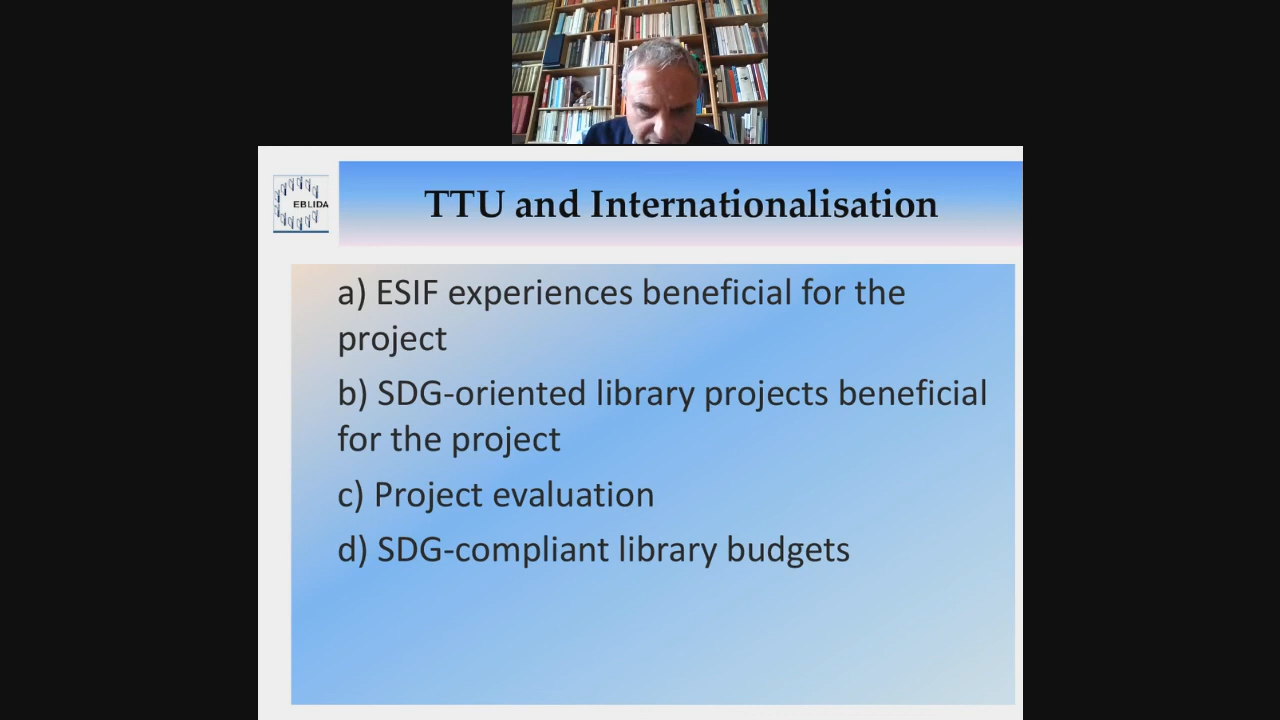 EBLIDA
TTU and Internationalisation
a) ESIF experiences beneficial for the
project
b) SDG-oriented library projects beneficial
for the project
c) Project evaluation
d) SDG-compliant library budgets